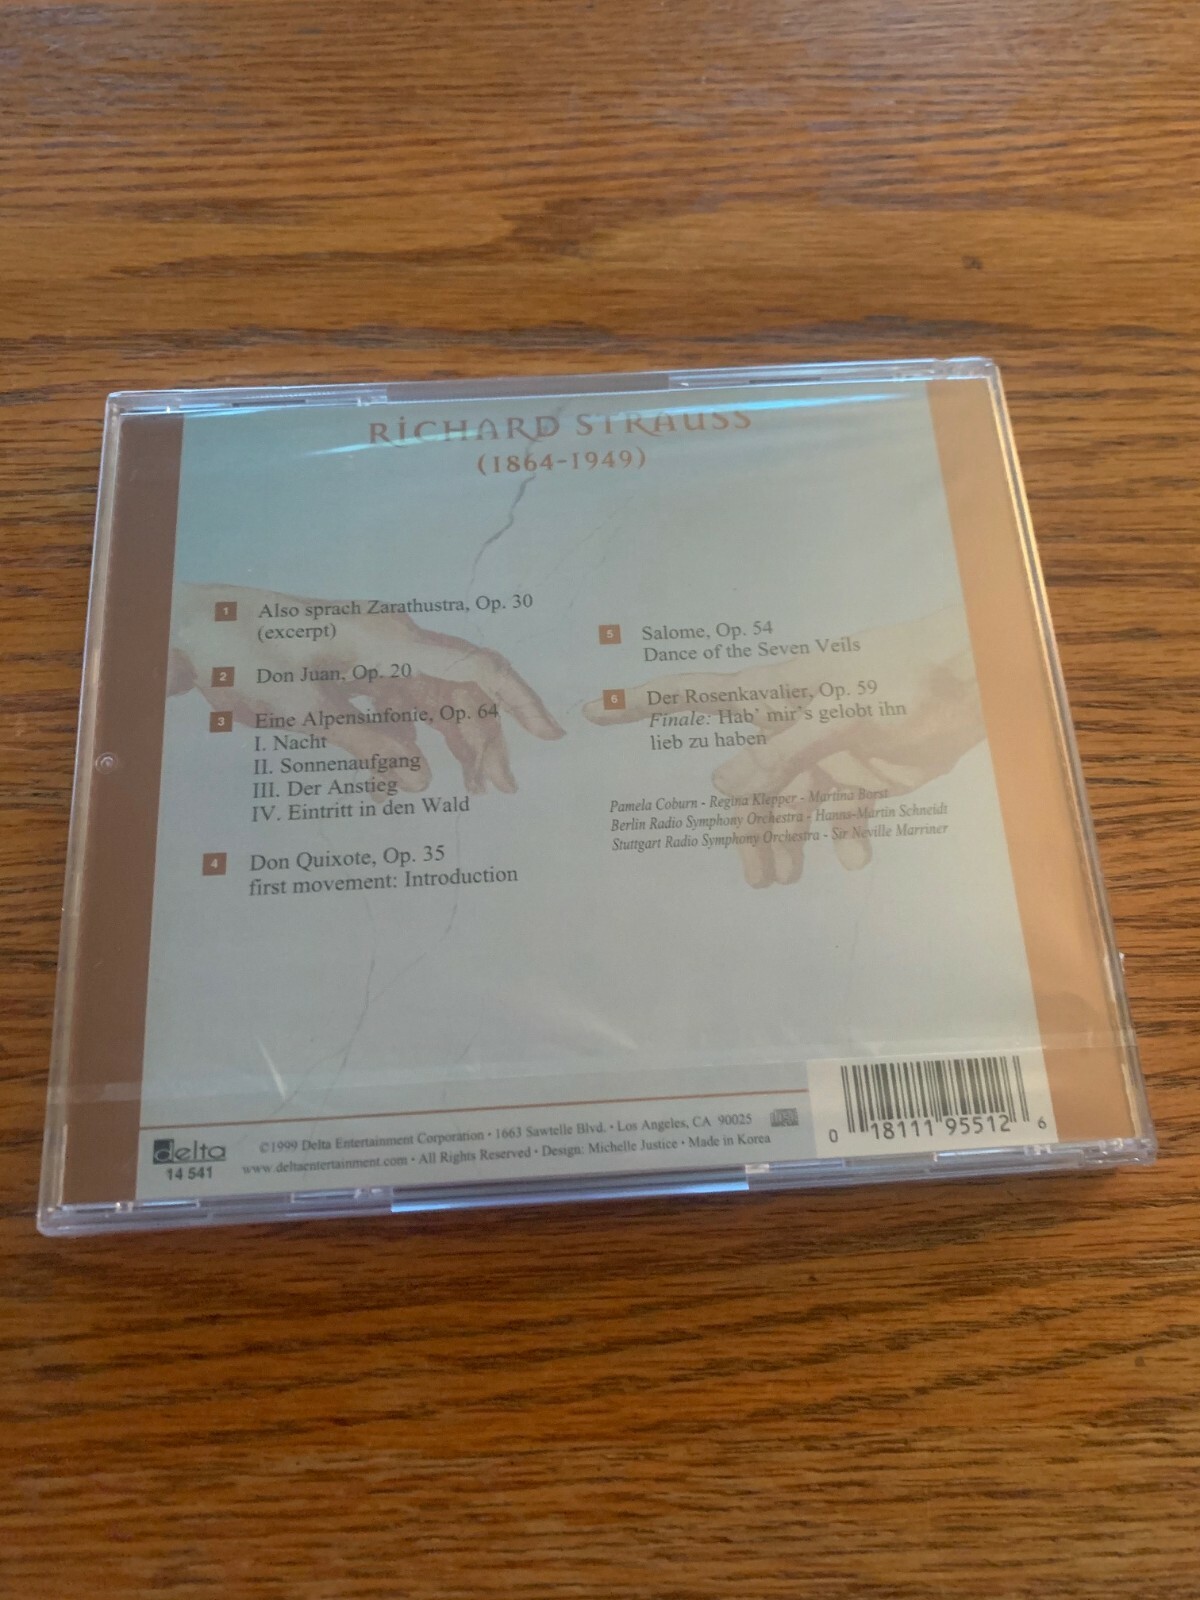 RICHARD STRAUSS
(1864-1949)
1 Also sprach Zarathustra, Op. 30
(excerpt)
2 Don Juan, Op. 20
3 Eine Alpensinfonie, Op. 64
I. Nacht
II. Sonnenaufgang
III. Der Anstieg
IV. Eintritt in den Wald
4 Don Quixote, Op. 35
first movement: Introduction
5 Salome, Op. 54
Dance of the Seven Veils
6 Der Rosenkavalier, Op. 59
Finale: Hab' mir's gelobt ihn
lieb zu haben
Pamela Coburn - Regina Klepper - Martina Borst
Berlin Radio Symphony Orchestra - Hanns-Martin Schneidt
Stuttgart Radio Symphony Orchestra - Sir Neville Marriner
delta
14 541
©1999 Delta Entertainment Corporation • 1663 Sawtelle Blvd. • Los Angeles, CA 90025
www.deltaentertainment.com • All Rights Reserved • Design: Michelle Justice • Made in Korea
0 18111 95512 6